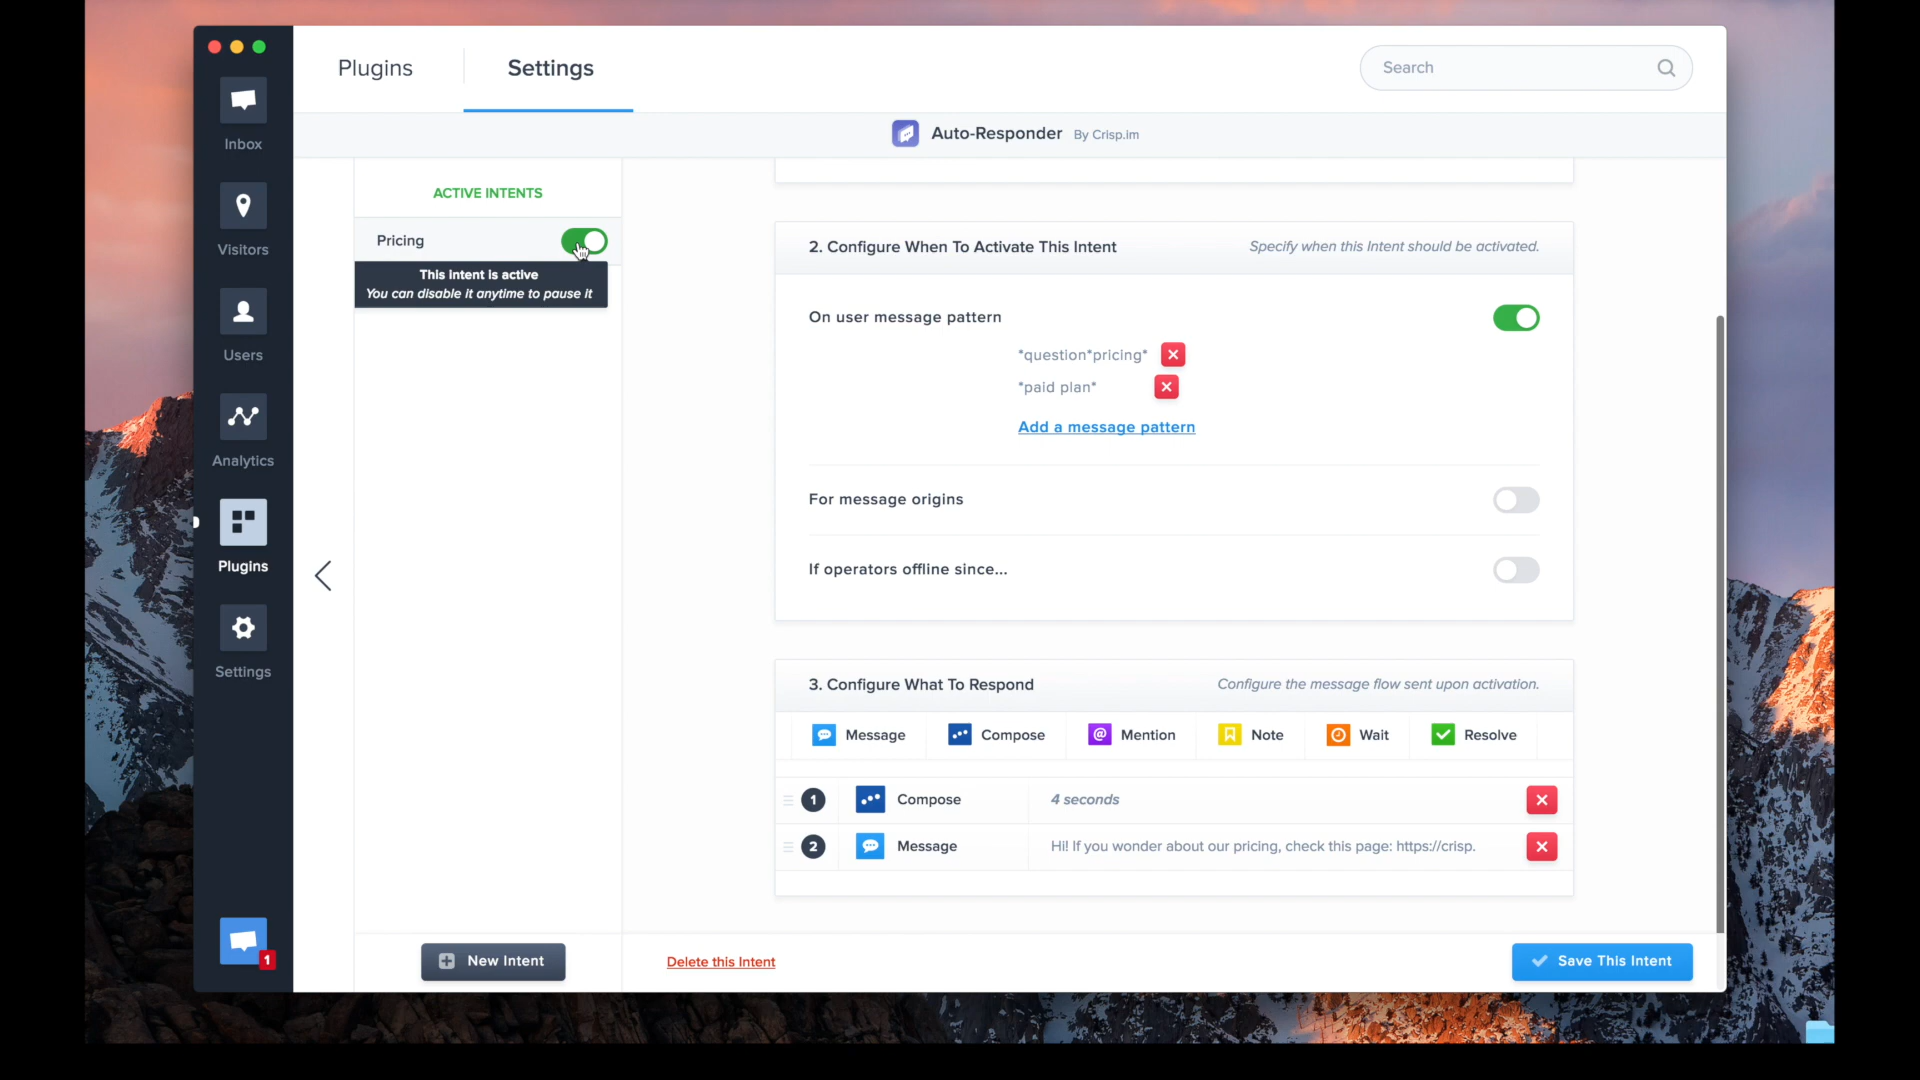 Plugins
Settings
Search
Auto-Responder By Crisp.im
Inbox
Visitors
Users
Analytics
Plugins
Settings
1
ACTIVE INTENTS
Pricing
This intent is active
You can disable it anytime to pause it
New Intent
2. Configure When To Activate This Intent
Specify when this Intent should be activated.
On user message pattern
*question*pricing*
*paid plan*
Add a message pattern
For message origins
If operators offline since...
3. Configure What To Respond
Configure the message flow sent upon activation.
Message
Compose
Mention
Note
Wait
Resolve
1 Compose 4 seconds
2 Message Hi! If you wonder about our pricing, check this page: https://crisp.
Delete this Intent
Save This Intent